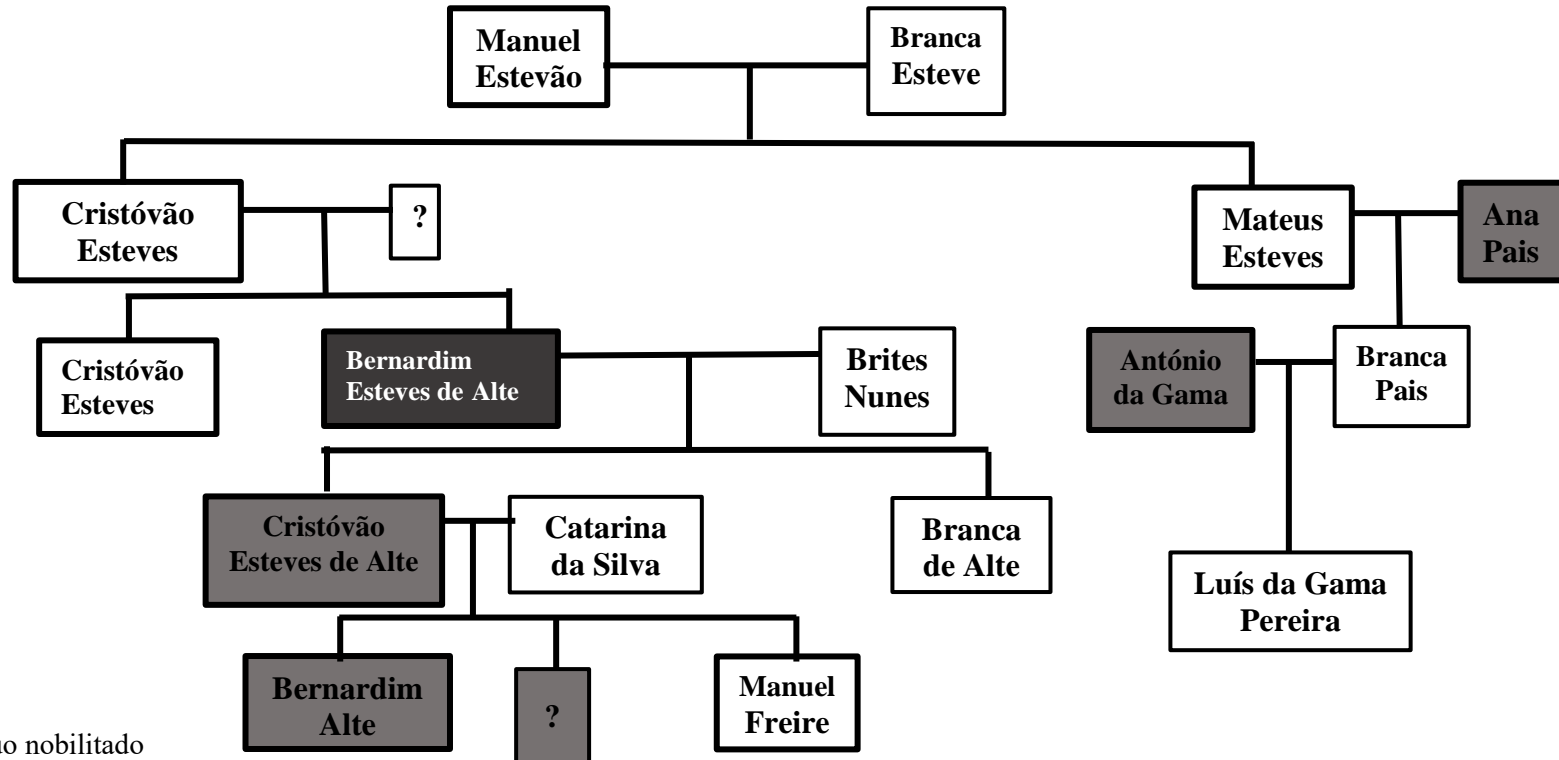 Manuel
Estevão
Branca
Esteve
Cristóvão
Esteves
?
Mateus
Esteves
Ana
Pais
Cristóvão
Esteves
Bernardim
Esteves de Alte
Brites
Nunes
António
da Gama
Branca
Pais
Cristóvão
Esteves de Alte
Catarina
da Silva
Branca
de Alte
Luís da Gama
Pereira
Bernardim
Alte
?
Manuel
Freire
nobilitado